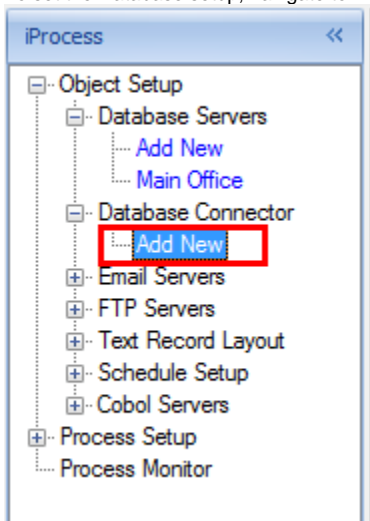 iProcess «
Object Setup
Database Servers
Add New
Main Office
Database Connector
Add New
Email Servers
FTP Servers
Text Record Layout
Schedule Setup
Cobol Servers
Process Setup
Process Monitor